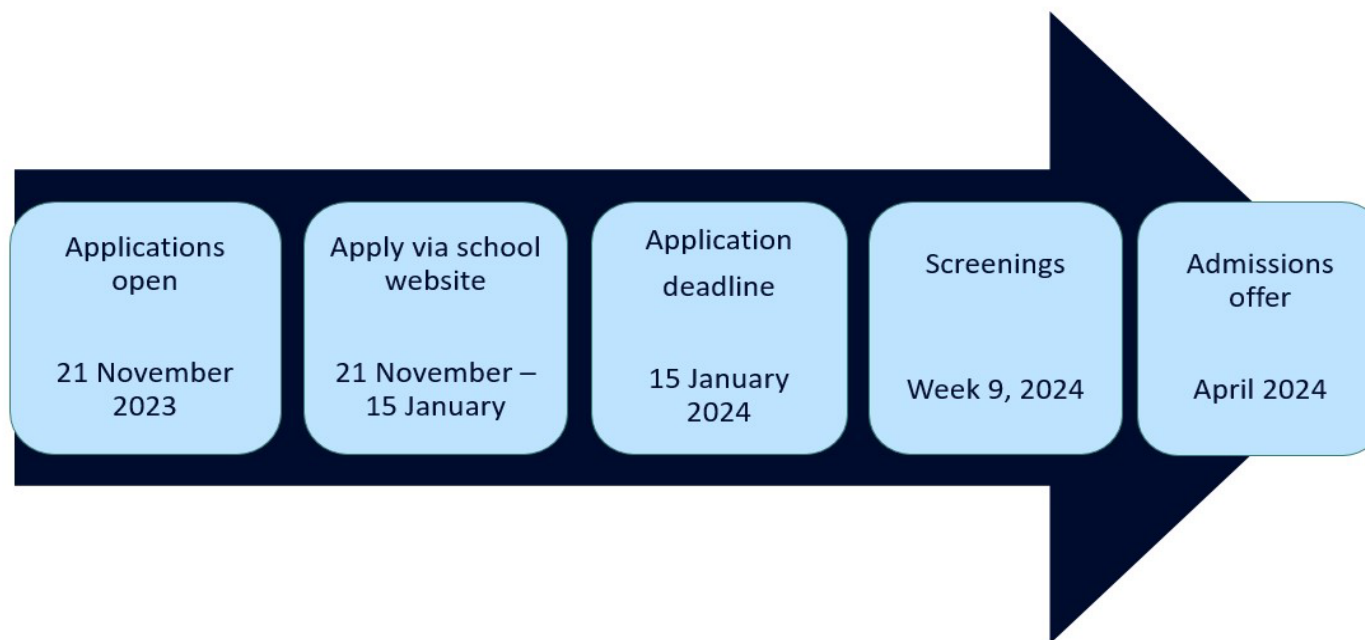 Applications
open
21 November
2023
Apply via school
website
21 November –
15 January
Application
deadline
15 January
2024
Screenings
Week 9, 2024
Admissions
offer
April 2024